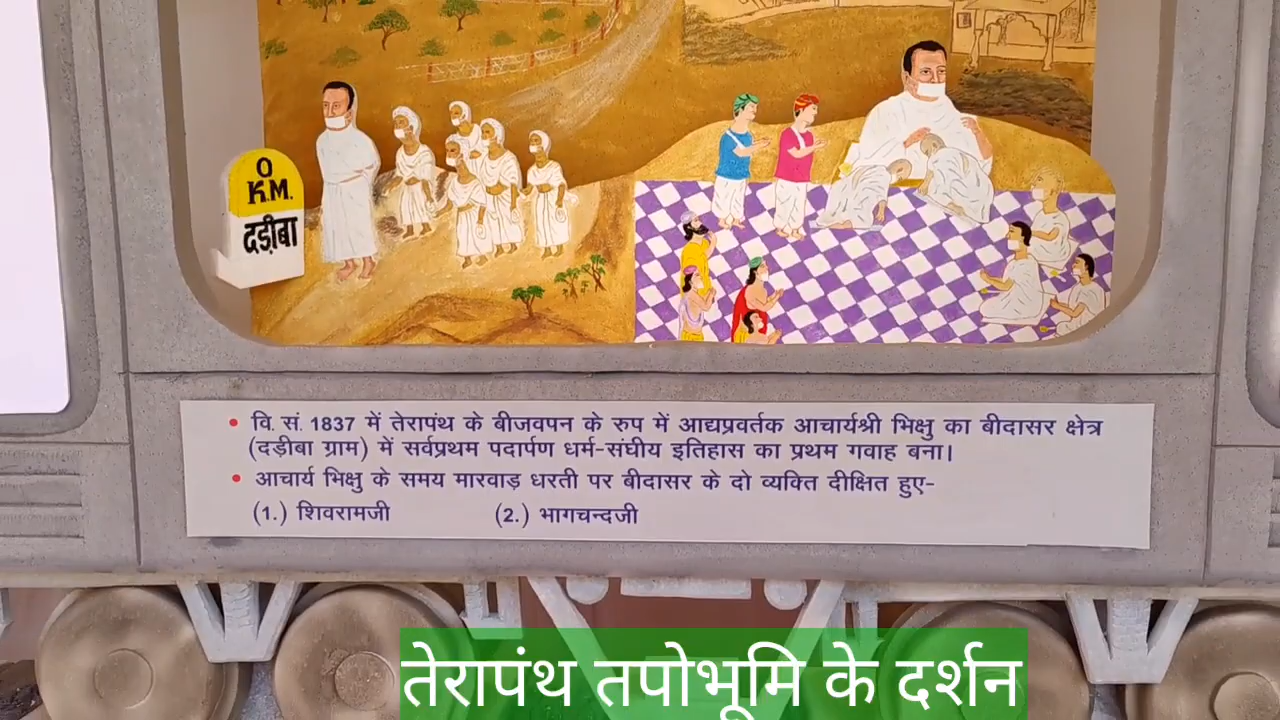 0
K.M.
दड़ीबा
• वि. सं. 1837 में तेरापंथ के बीजवपन के रुप में आद्यप्रवर्तक आचार्यश्री भिक्षु का बीदासर क्षेत्र
(दड़ीबा ग्राम) में सर्वप्रथम पदार्पण धर्म-संघीय इतिहास का प्रथम गवाह बना।
• आचार्य भिक्षु के समय मारवाड़ धरती पर बीदासर के दो व्यक्ति दीक्षित हुए-
(1.) शिवरामजी (2.) भागचन्दजी
तेरापंथ तपोभूमि के दर्शन